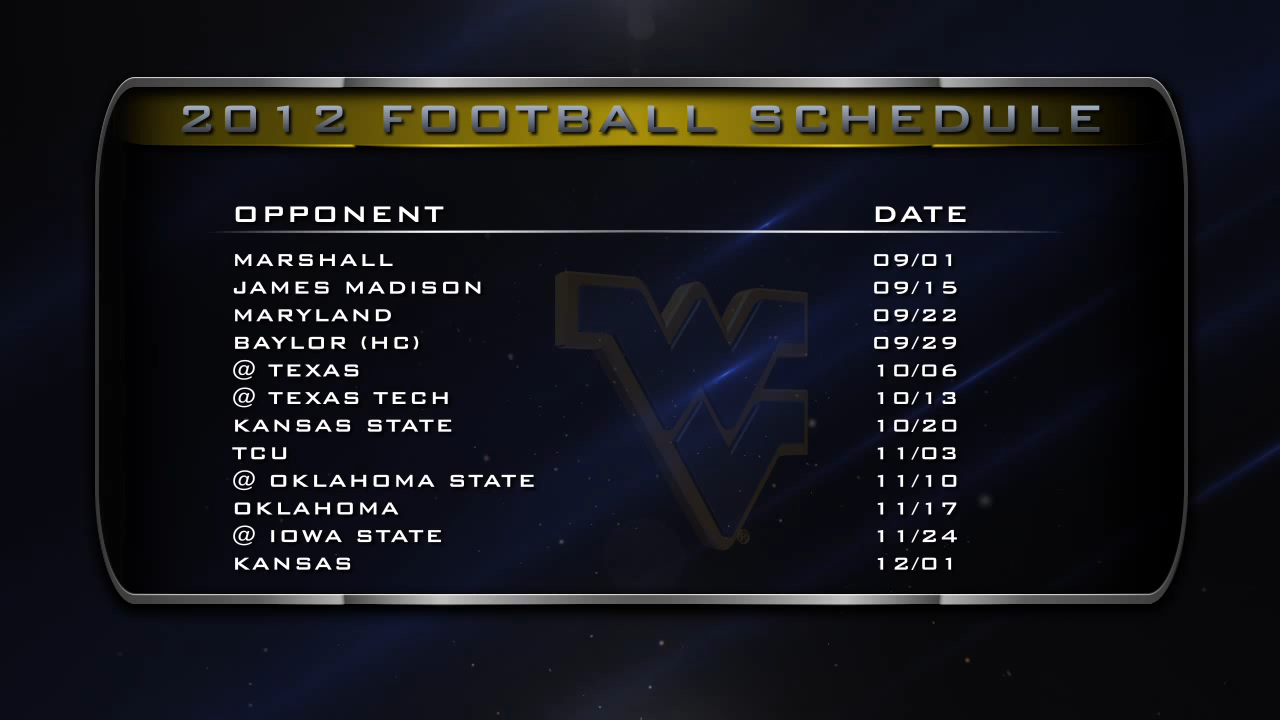 2012 FOOTBALL SCHEDULE
OPPONENT DATE
MARSHALL 09/01
JAMES MADISON 09/15
MARYLAND 09/22
BAYLOR (HC) 09/29
@ TEXAS 10/06
@ TEXAS TECH 10/13
KANSAS STATE 10/20
TCU 11/03
@ OKLAHOMA STATE 11/10
OKLAHOMA 11/17
@ IOWA STATE 11/24
KANSAS 12/01
WV
®